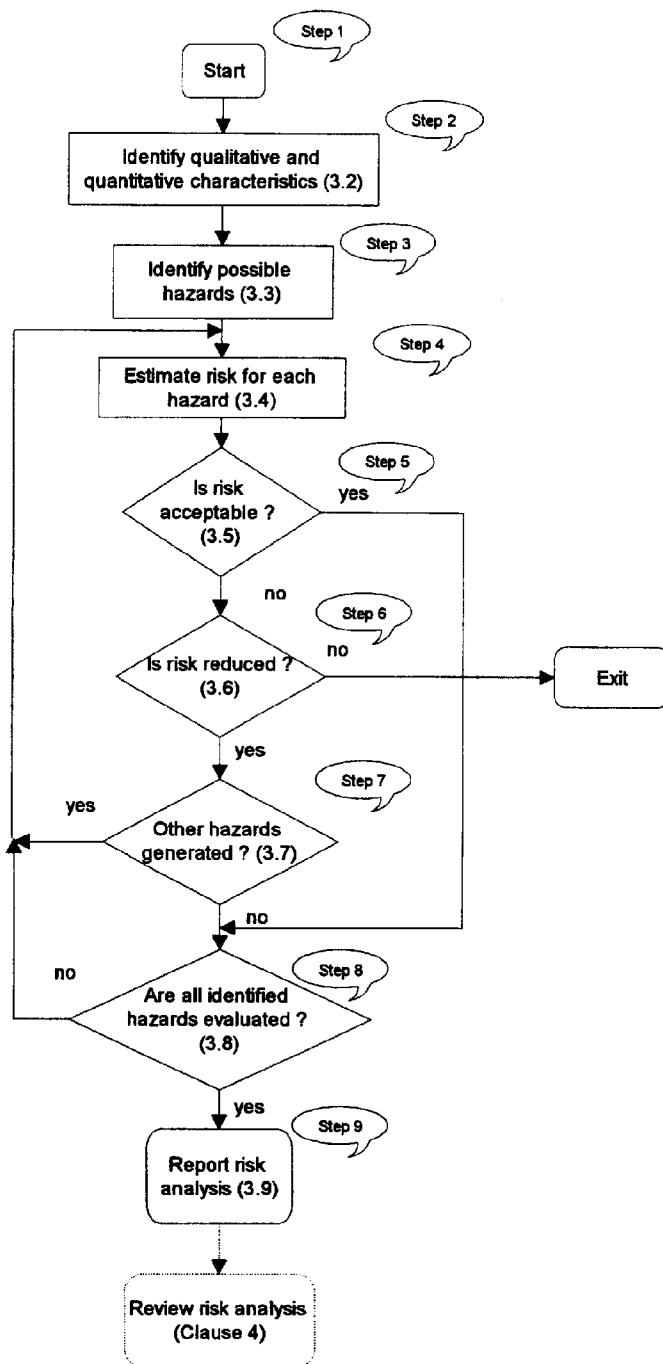 Step 1
Start
Step 2
Identify qualitative and
quantitative characteristics (3.2)
Step 3
Identify possible
hazards (3.3)
Step 4
Estimate risk for each
hazard (3.4)
Step 5
Is risk
acceptable ?
(3.5)
yes
no
Step 6
Is risk reduced ?
(3.6)
no
Exit
yes
Step 7
yes
Other hazards
generated ? (3.7)
no
no
Step 8
Are all identified
hazards evaluated ?
(3.8)
yes
Step 9
Report risk
analysis (3.9)
Review risk analysis
(Clause 4)